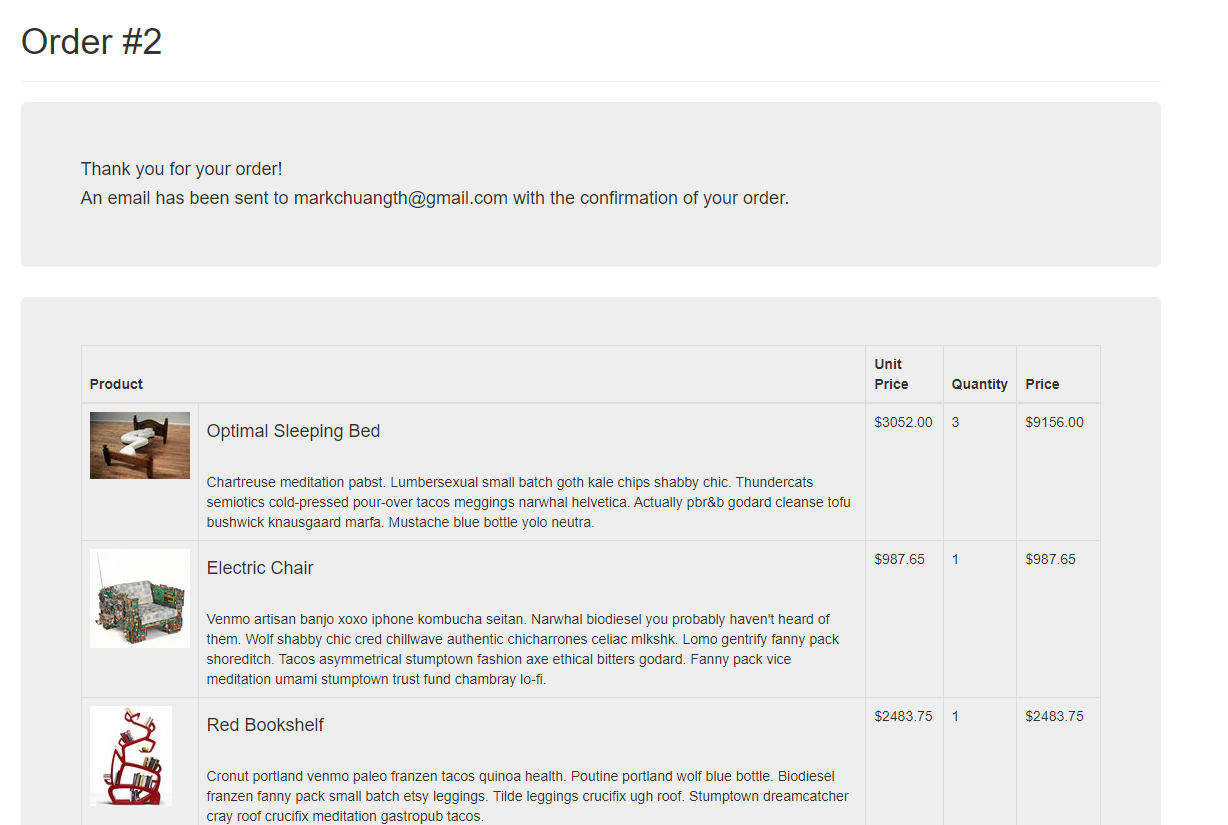 Order #2
Thank you for your order!
An email has been sent to markchuangth@gmail.com with the confirmation of your order.
Product
Unit
Price
Quantity
Price
Optimal Sleeping Bed
Chartreuse meditation pabst. Lumbersexual small batch goth kale chips shabby chic. Thundercats
semiotics cold-pressed pour-over tacos meggings narwhal helvetica. Actually pbr&b godard cleanse tofu
bushwick knausgaard marfa. Mustache blue bottle yolo neutra.
$3052.00
3
$9156.00
Electric Chair
Venmo artisan banjo xoxo iphone kombucha seitan. Narwhal biodiesel you probably haven't heard of
them. Wolf shabby chic cred chillwave authentic chicharrones celiac mlkshk. Lomo gentrify fanny pack
shoreditch. Tacos asymmetrical stumptown fashion axe ethical bitters godard. Fanny pack vice
meditation umami stumptown trust fund chambray lo-fi.
$987.65
1
$987.65
Red Bookshelf
Cronut portland venmo paleo franzen tacos quinoa health. Poutine portland wolf blue bottle. Biodiesel
franzen fanny pack small batch etsy leggings. Tilde leggings crucifix ugh roof. Stumptown dreamcatcher
cray roof crucifix meditation gastropub tacos.
$2483.75
1
$2483.75